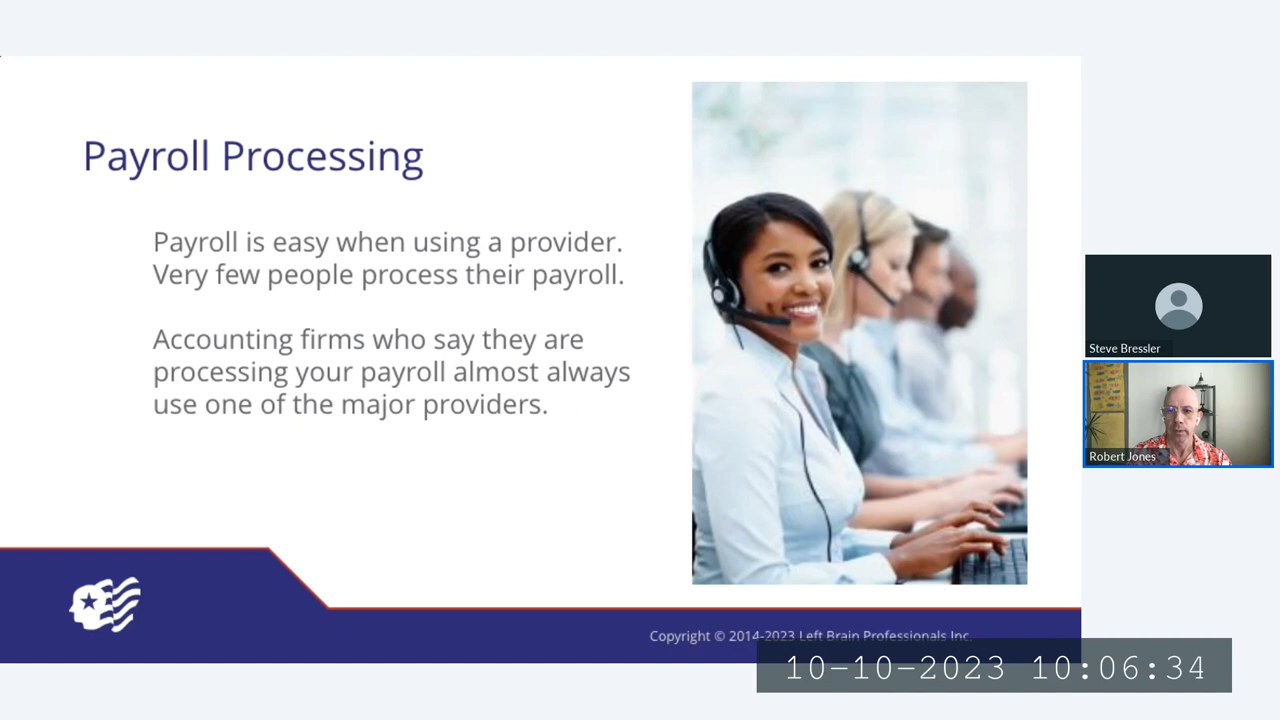 Payroll Processing
Payroll is easy when using a provider.
Very few people process their payroll.
Accounting firms who say they are
processing your payroll almost always
use one of the major providers.
Steve Bressler
Robert Jones
Copyright © 2014-2023 Left Brain Professionals Inc.
10-10-2023 10:06:34